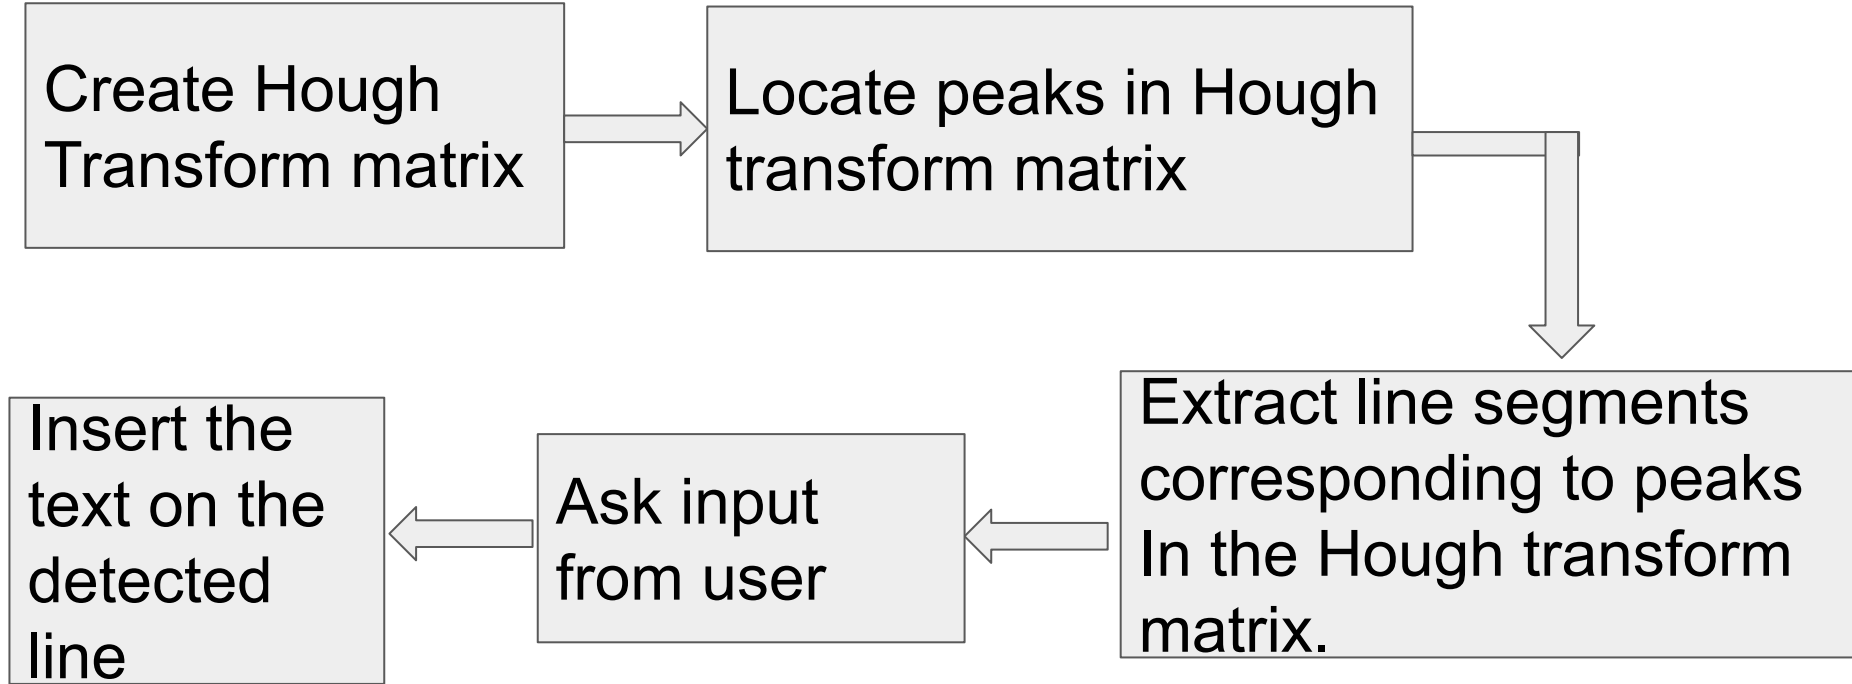 Create Hough
Transform matrix
Locate peaks in Hough
transform matrix
Extract line segments
corresponding to peaks
In the Hough transform
matrix.
Ask input
from user
Insert the
text on the
detected
line